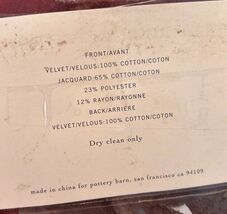 FRONT/AVANT
VELVET/VELOUS:100% COTTON/COTON
JACQUARD:65% COTTON/COTON
23% POLYESTER
12% RAYON/RAYONNE
BACK/ARRIÈRE
VELVET/VELOUS:100% COTTON/COTON
Dry clean only
made in china for pottery barn, san francisco ca 94109